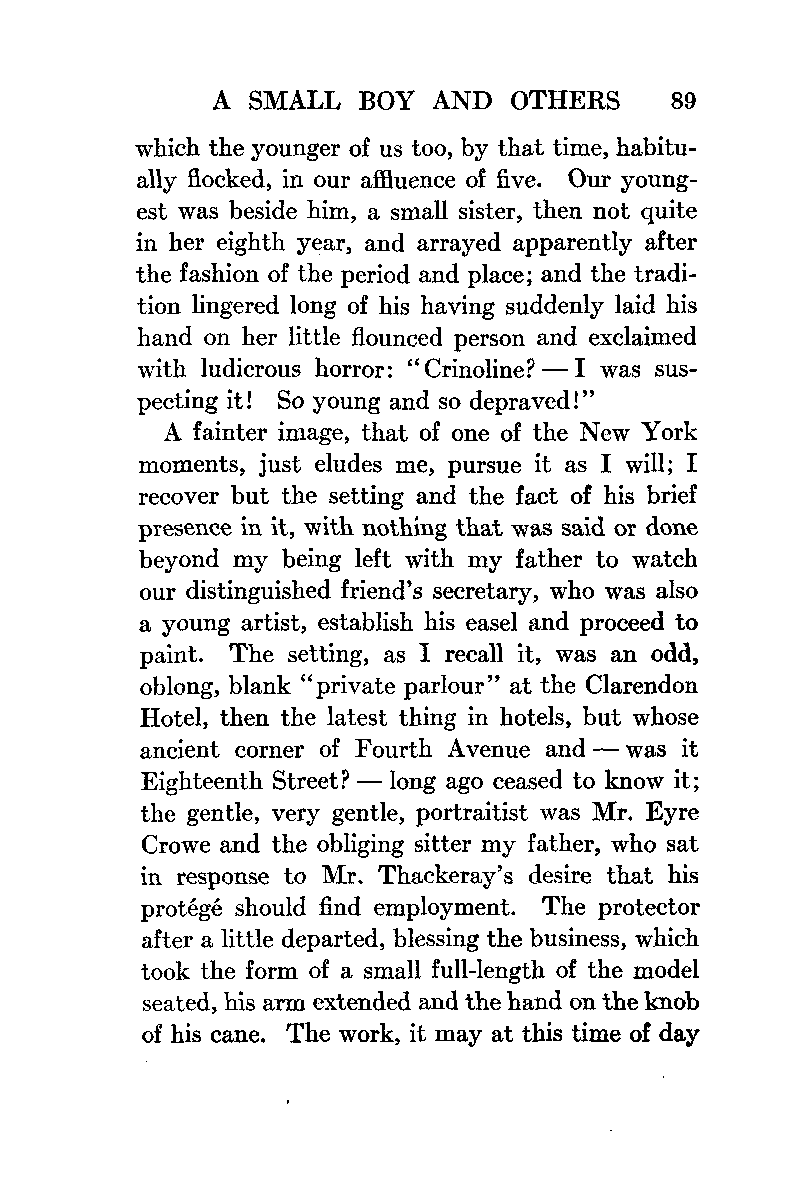 A SMALL BOY AND OTHERS 89
which the younger of us too, by that time, habitu-
ally flocked, in our affluence of five. Our young-
est was beside him, a small sister, then not quite
in her eighth year, and arrayed apparently after
the fashion of the period and place; and the tradi-
tion lingered long of his having suddenly laid his
hand on her little flounced person and exclaimed
with ludicrous horror: "Crinoline? — I was sus-
pecting it! So young and so depraved!"
A fainter image, that of one of the New York
moments, just eludes me, pursue it as I will; I
recover but the setting and the fact of his brief
presence in it, with nothing that was said or done
beyond my being left with my father to watch
our distinguished friend's secretary, who was also
a young artist, establish his easel and proceed to
paint. The setting, as I recall it, was an odd,
oblong, blank "private parlour" at the Clarendon
Hotel, then the latest thing in hotels, but whose
ancient corner of Fourth Avenue and — was it
Eighteenth Street? — long ago ceased to know it;
the gentle, very gentle, portraitist was Mr. Eyre
Crowe and the obliging sitter my father, who sat
in response to Mr. Thackeray's desire that his
protégé should find employment. The protector
after a little departed, blessing the business, which
took the form of a small full-length of the model
seated, his arm extended and the hand on the knob
of his cane. The work, it may at this time of day